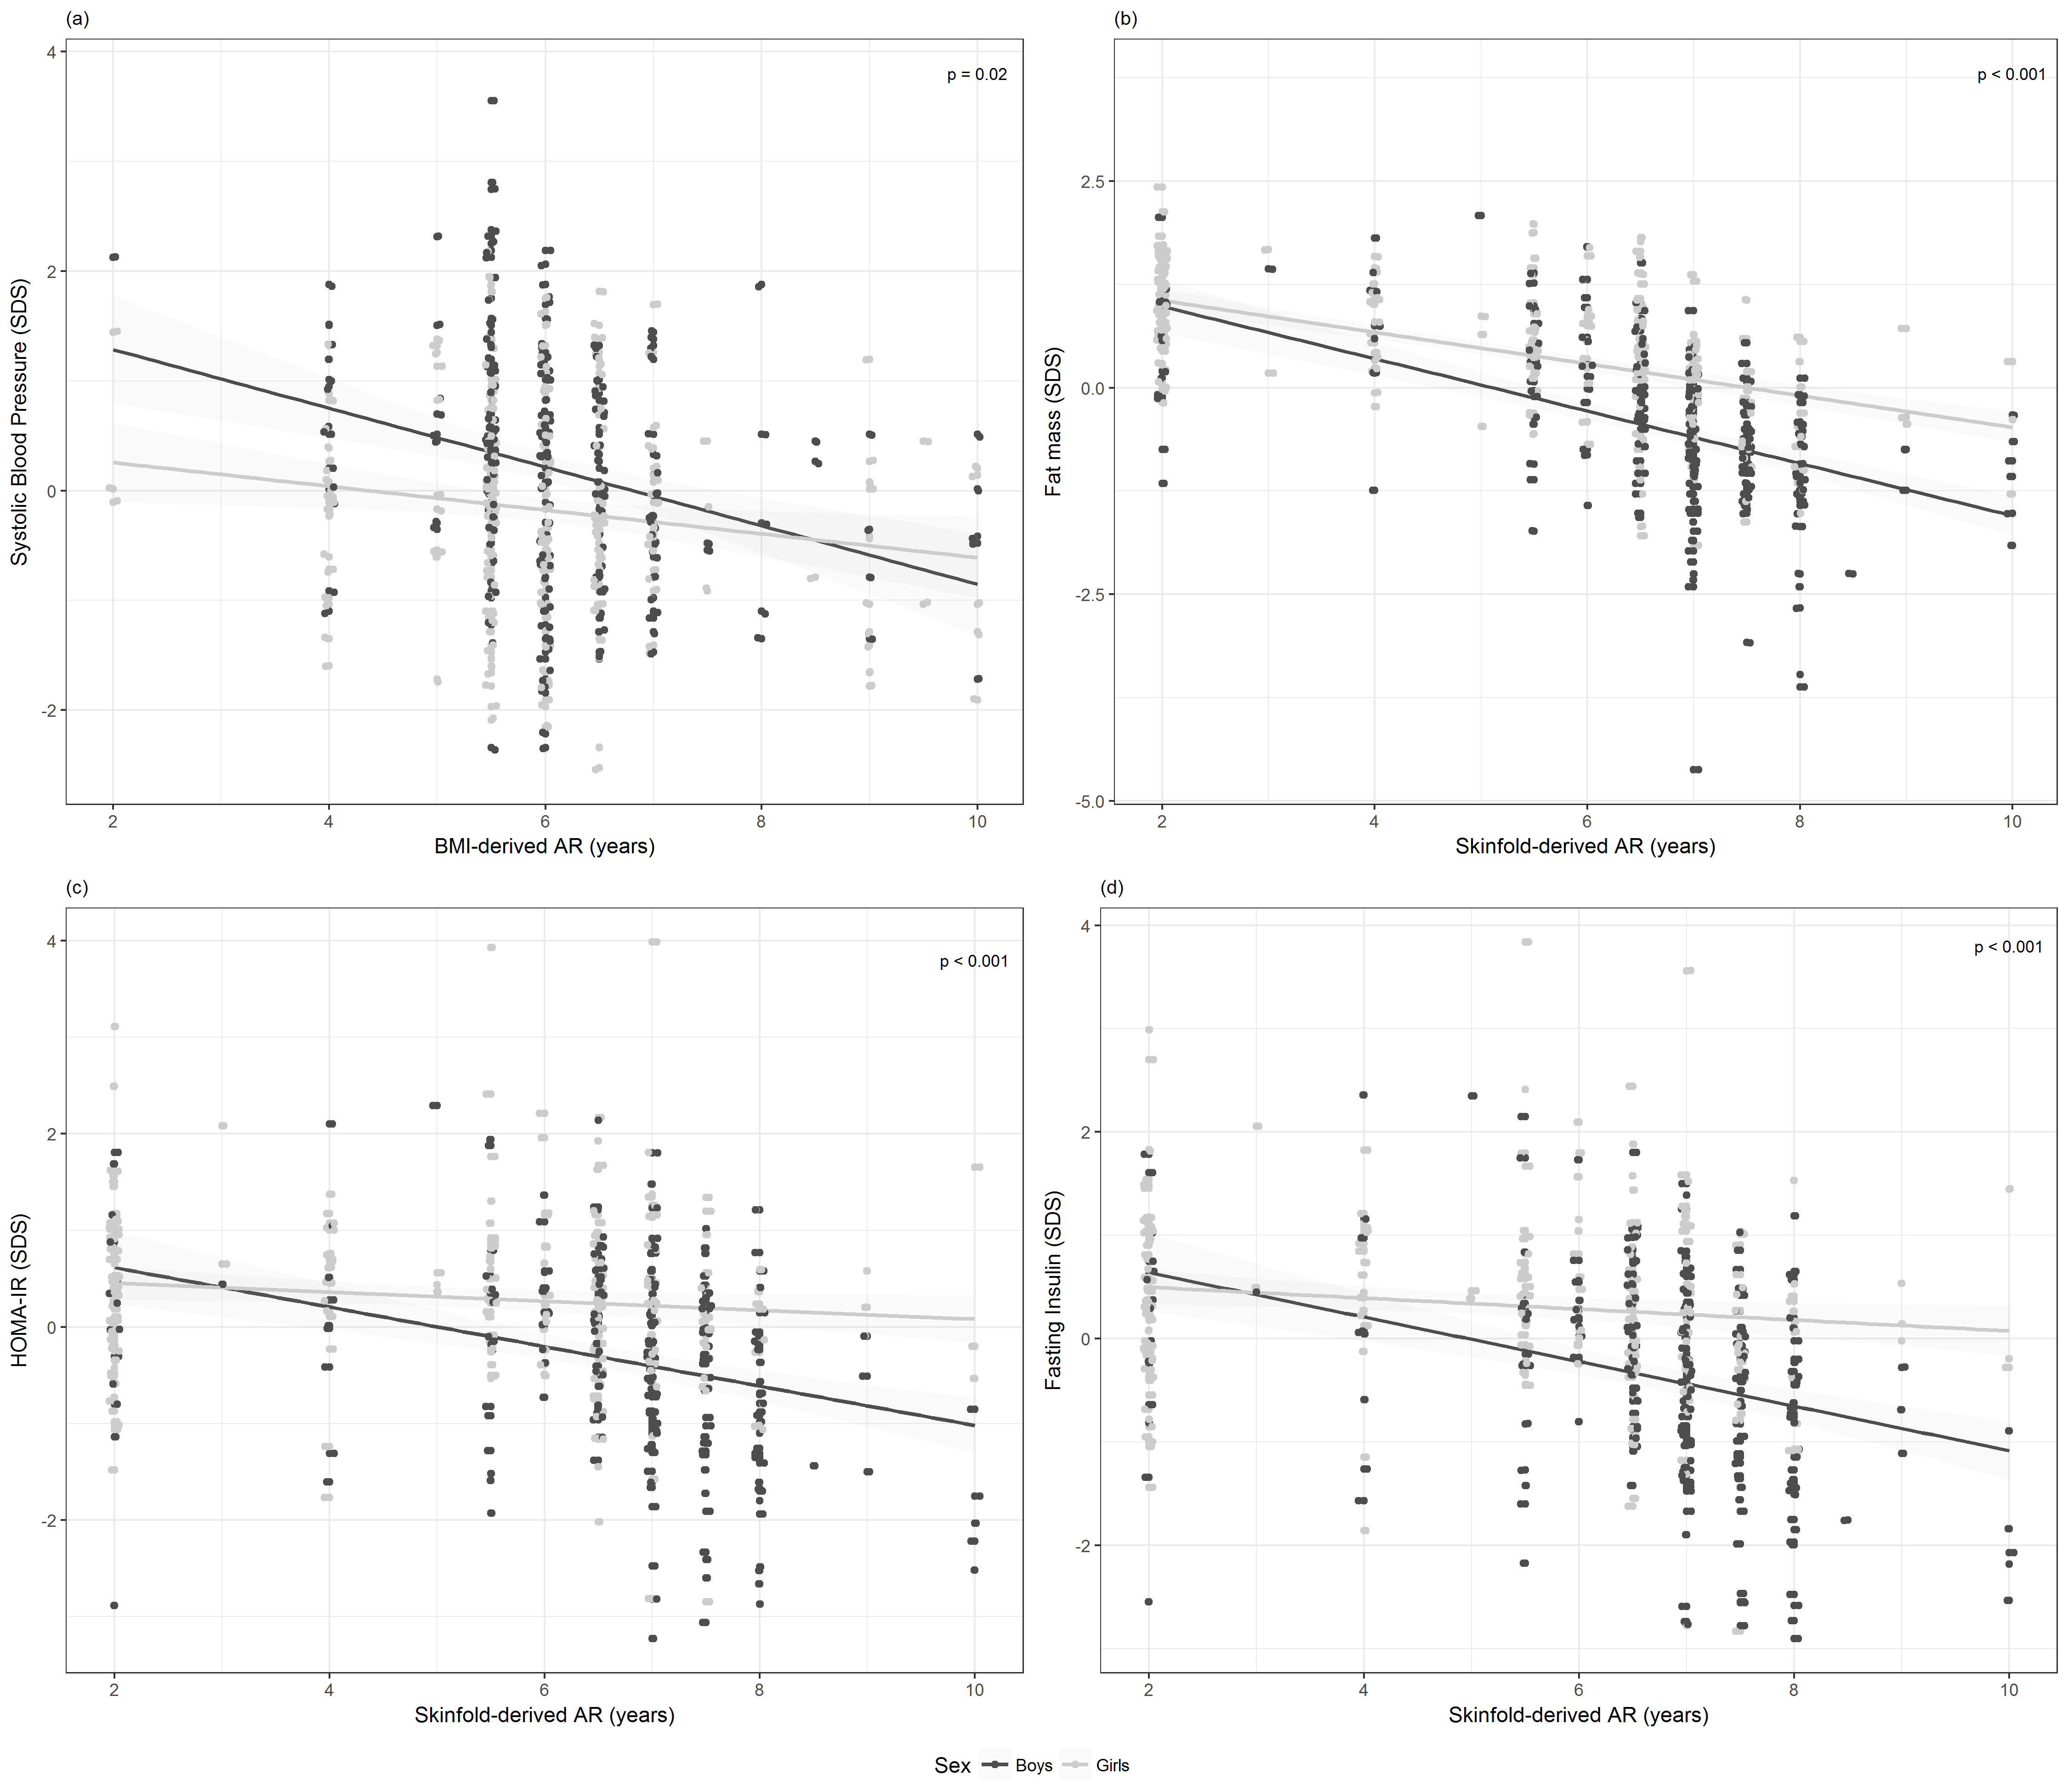 (a)
p = 0.02
4
2
0
-2
Systolic Blood Pressure (SDS)
2 4 6 8 10
BMI-derived AR (years)
(b)
p < 0.001
2.5
0.0
-2.5
-5.0
Fat mass (SDS)
2 4 6 8 10
Skinfold-derived AR (years)
(c)
p < 0.001
4
2
0
-2
HOMA-IR (SDS)
2 4 6 8 10
Skinfold-derived AR (years)
(d)
p < 0.001
4
2
0
-2
Fasting Insulin (SDS)
2 4 6 8 10
Skinfold-derived AR (years)
Sex Boys Girls